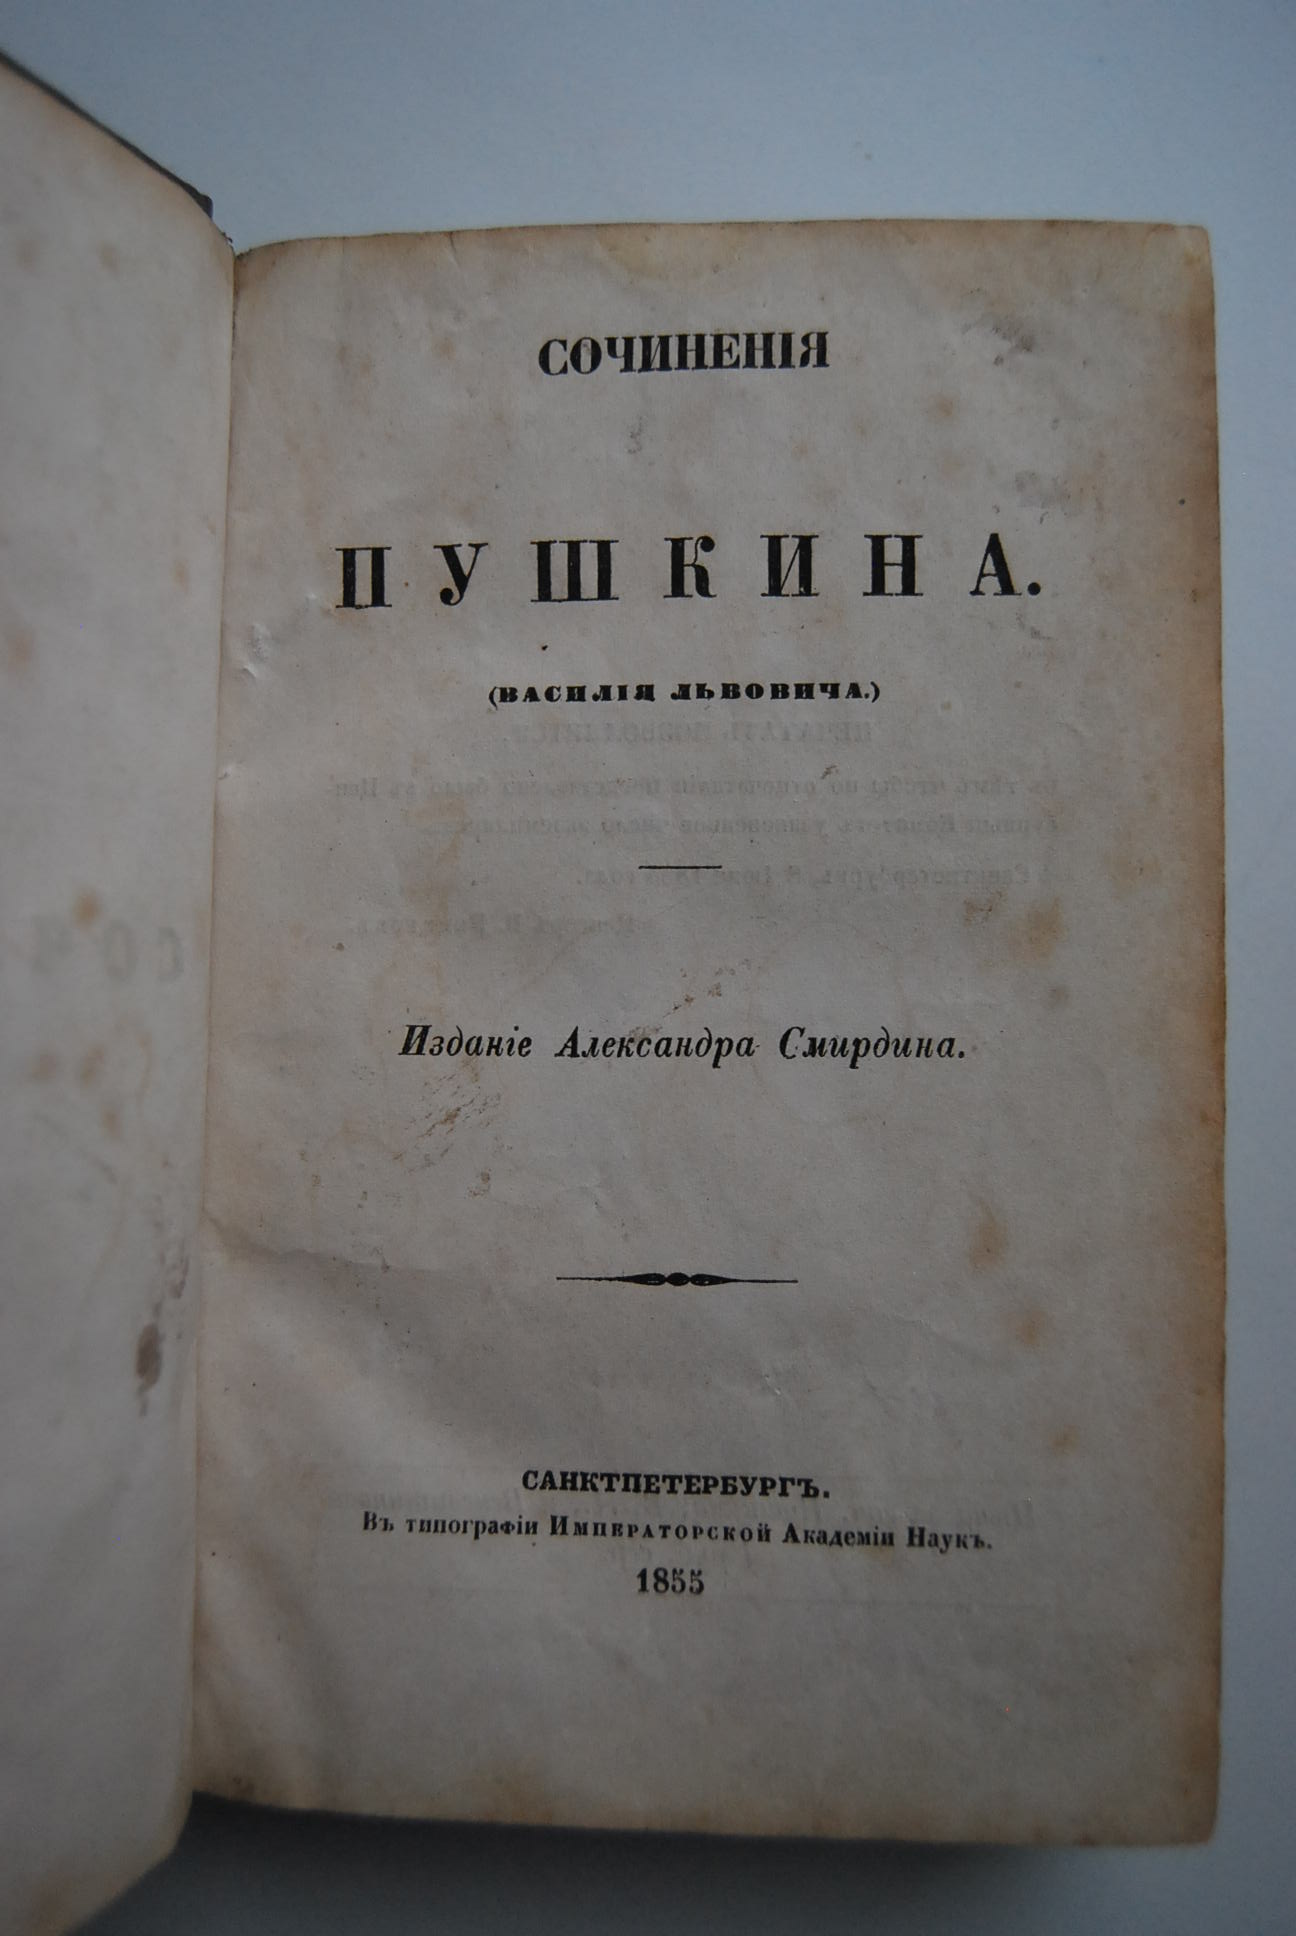 СОЧИНЕНІЯ
ПУШКИНА.
(ВАСИЛІЯ ЛЬВОВИЧА.)
Изданіе Александра Смирдина.
САНКТПЕТЕРБУРГЪ.
Въ типографіи ИМПЕРАТОРСКОЙ Академіи Наукъ.
1855